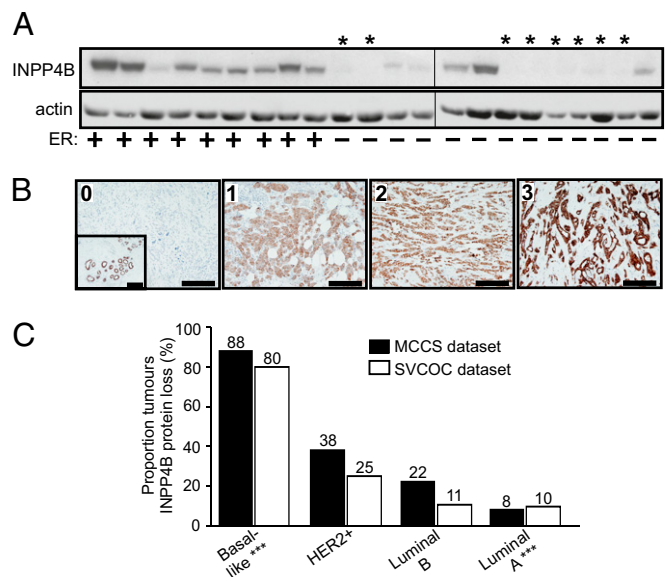 A
* * * * * * * *
INPP4B
actin
ER: + + + + + + + + + – – – – – – – – – – – – –
B
0 1 2 3
C
Proportion tumours
INPP4B protein loss (%)
100
80
60
40
20
0
MCCS dataset
SVCOC dataset
88 80 38 25 22 11 8 10
Basal-
like ***
HER2+
Luminal
B
Luminal
A ***